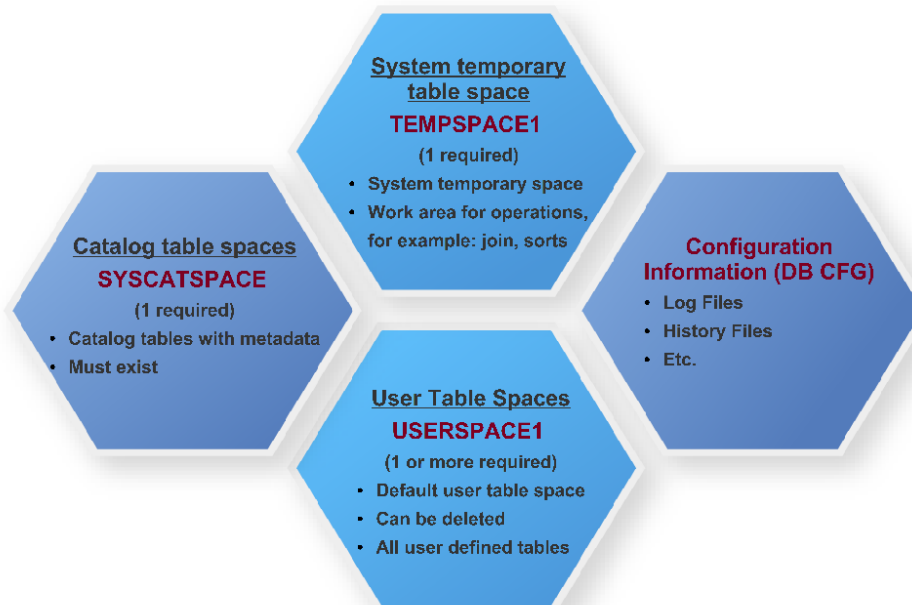 System temporary
table space
TEMPSPACE1
(1 required)
• System temporary space
• Work area for operations,
for example: join, sorts
Catalog table spaces
SYSCATSPACE
(1 required)
• Catalog tables with metadata
• Must exist
Configuration
Information (DB CFG)
• Log Files
• History Files
• Etc.
User Table Spaces
USERSPACE1
(1 or more required)
• Default user table space
• Can be deleted
• All user defined tables